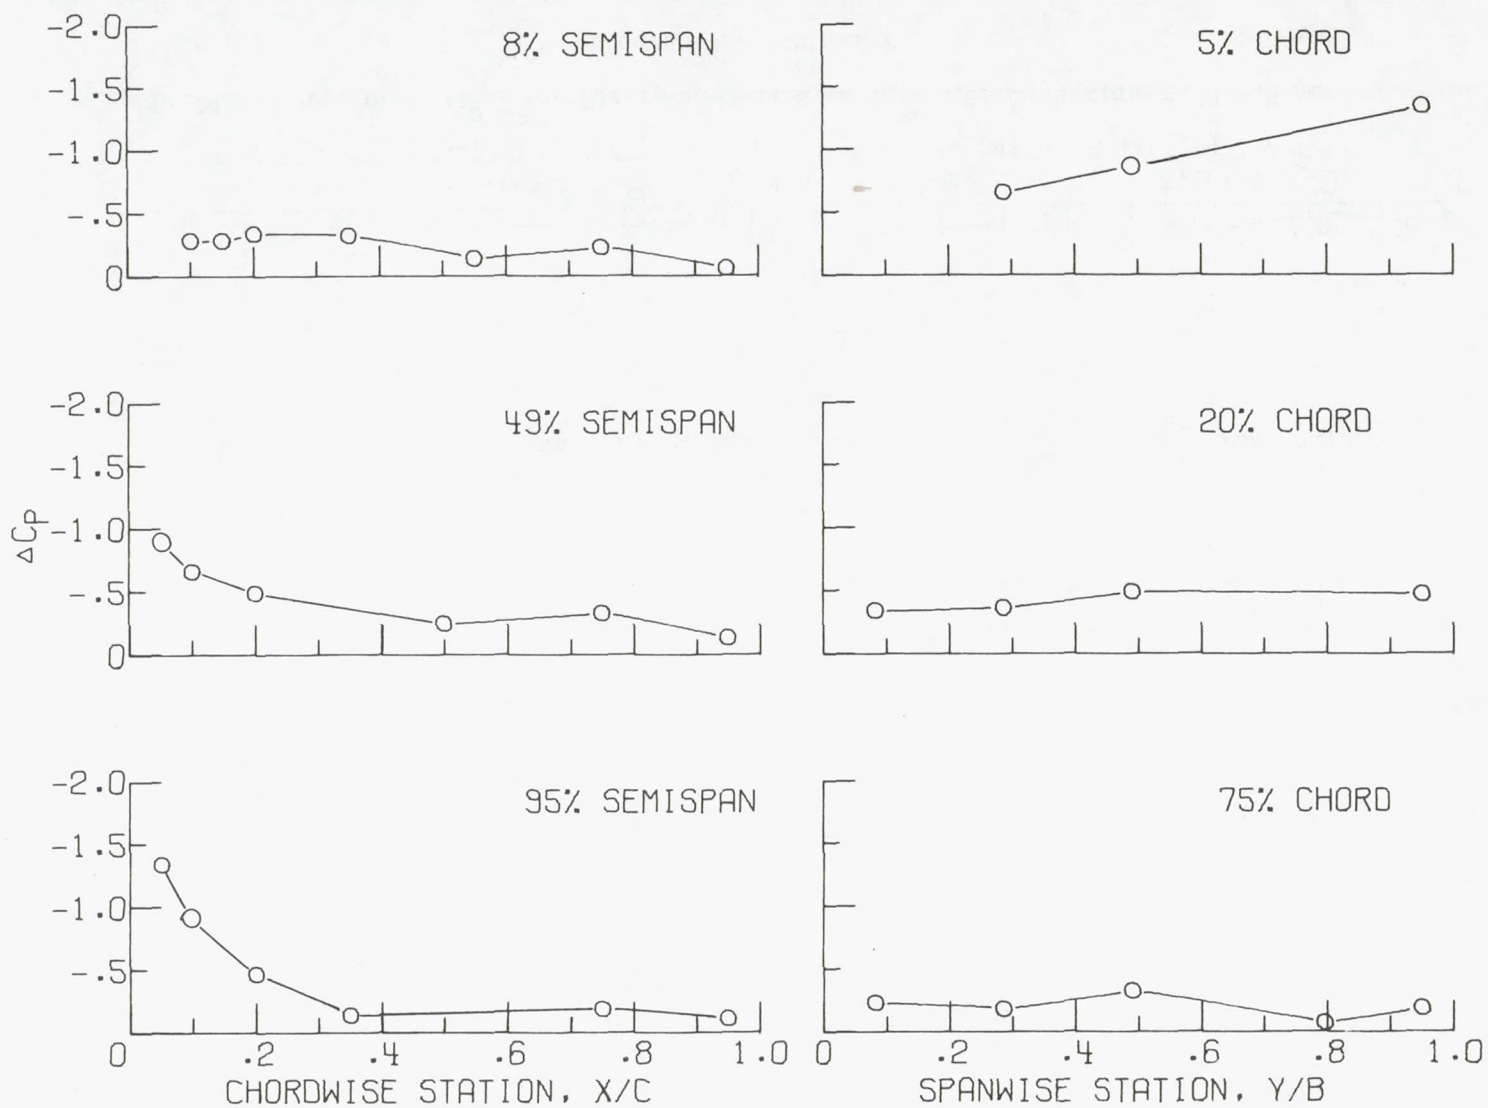 -2.0
-1.5
-1.0
-.5
0
8% SEMISPAN
5% CHORD
-2.0
-1.5
-1.0
-.5
0
ΔCP
49% SEMISPAN
20% CHORD
-2.0
-1.5
-1.0
-.5
95% SEMISPAN
75% CHORD
0 .2 .4 .6 .8 1.0
CHORDWISE STATION, X/C
0 .2 .4 .6 .8 1.0
SPANWISE STATION, Y/B